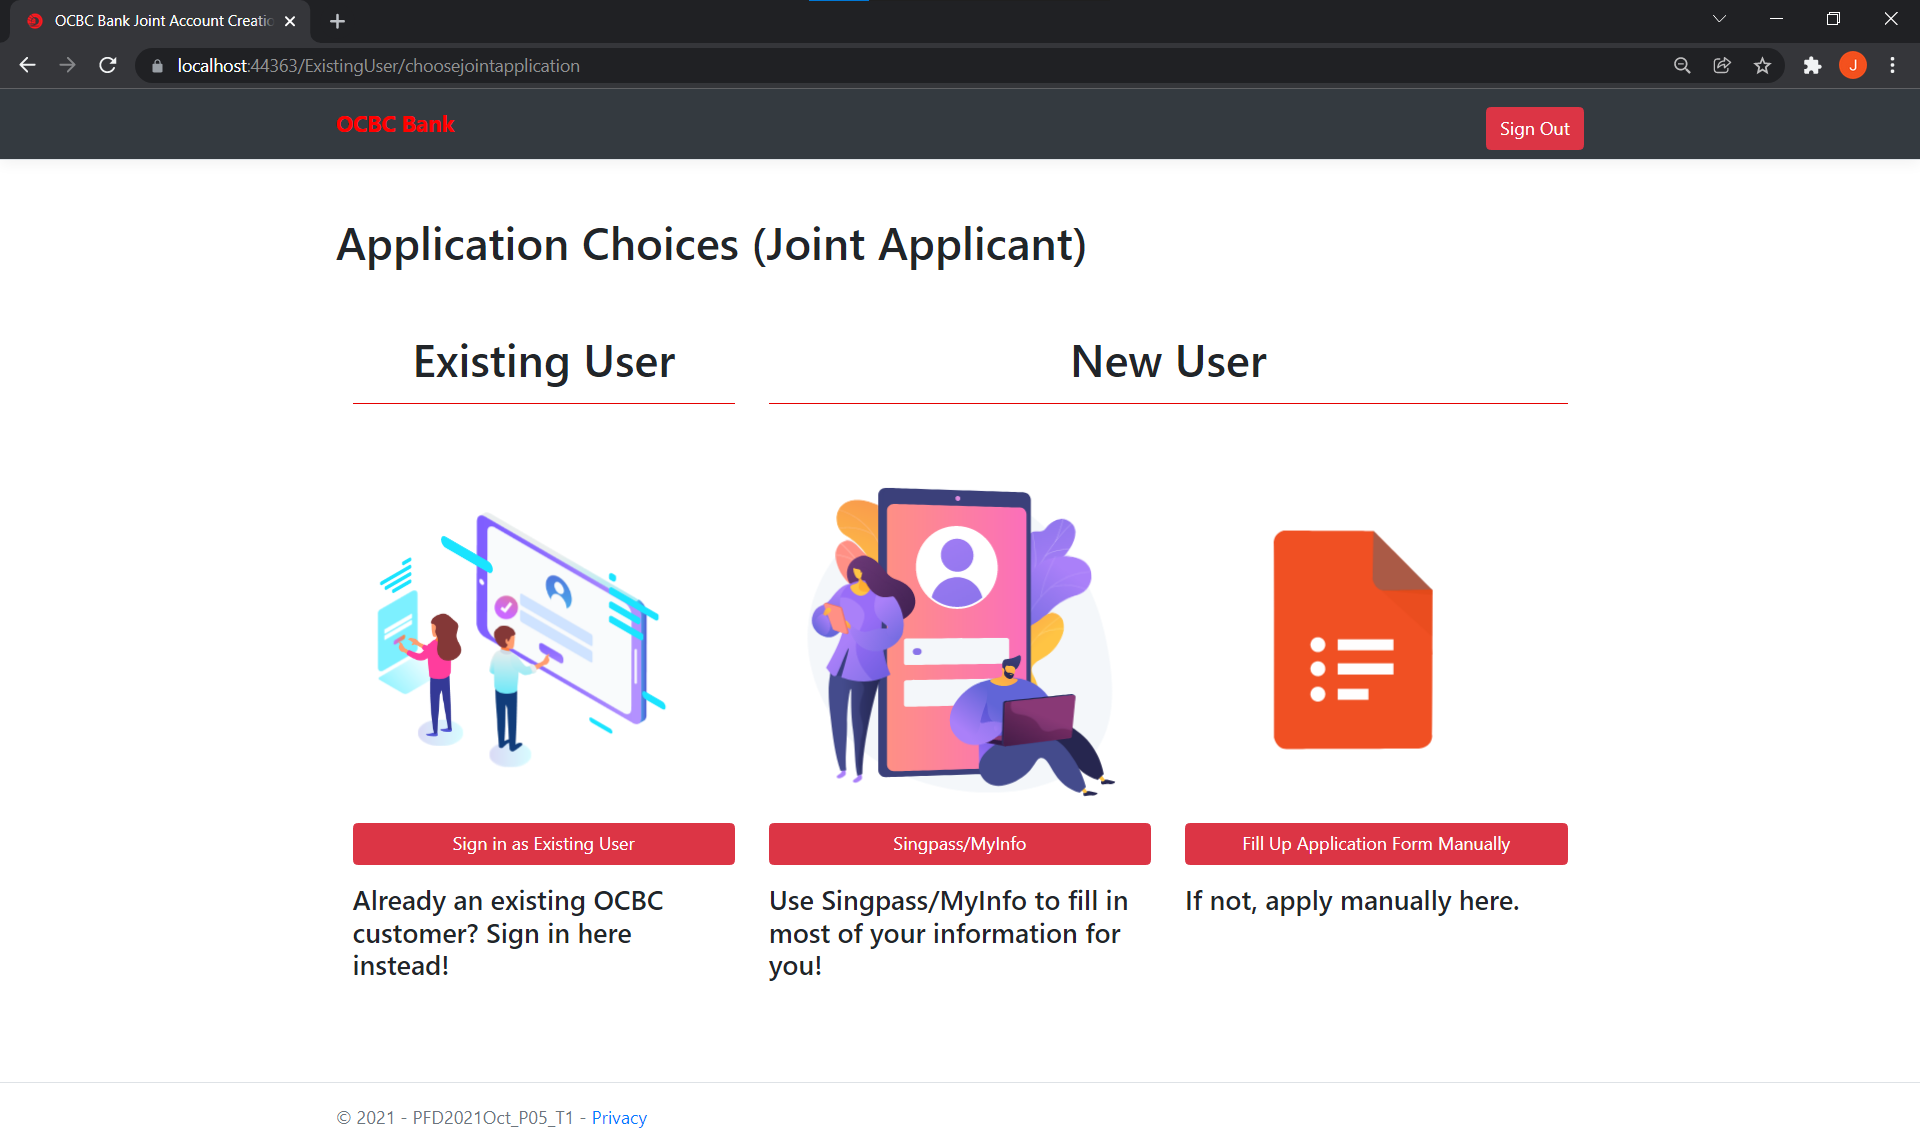 OCBC Bank Joint Account Creatio
localhost:44363/ExistingUser/choosejointapplication
J
OCBC Bank
Sign Out
Application Choices (Joint Applicant)
Existing User
New User
Sign in as Existing User
Singpass/MyInfo
Fill Up Application Form Manually
Already an existing OCBC
customer? Sign in here
instead!
Use Singpass/MyInfo to fill in
most of your information for
you!
If not, apply manually here.
© 2021 - PFD2021Oct_P05_T1 - Privacy